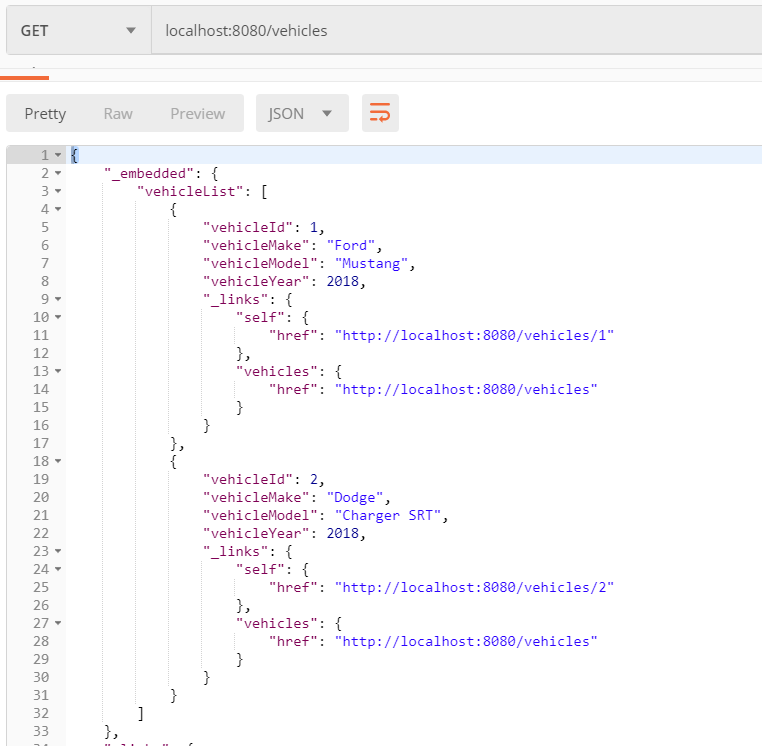 GET localhost:8080/vehicles
Pretty Raw Preview JSON
1 {
2 "_embedded": {
3 "vehicleList": [
4 {
5 "vehicleId": 1,
6 "vehicleMake": "Ford",
7 "vehicleModel": "Mustang",
8 "vehicleYear": 2018,
9 "_links": {
10 "self": {
11 "href": "http://localhost:8080/vehicles/1"
12 },
13 "vehicles": {
14 "href": "http://localhost:8080/vehicles"
15 }
16 }
17 },
18 {
19 "vehicleId": 2,
20 "vehicleMake": "Dodge",
21 "vehicleModel": "Charger SRT",
22 "vehicleYear": 2018,
23 "_links": {
24 "self": {
25 "href": "http://localhost:8080/vehicles/2"
26 },
27 "vehicles": {
28 "href": "http://localhost:8080/vehicles"
29 }
30 }
31 }
32 ]
33 },